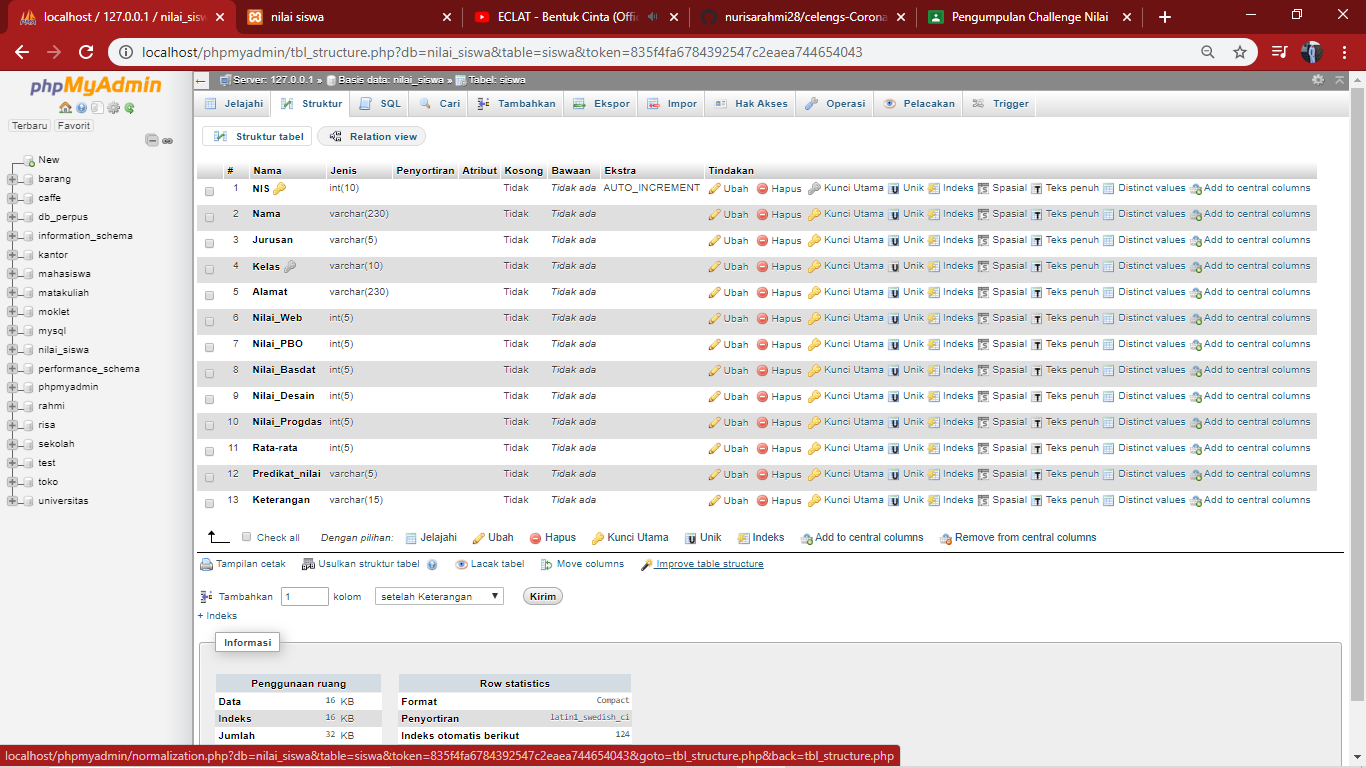 localhost / 127.0.0.1 / nilai_sisw
nilai siswa
ECLAT - Bentuk Cinta (Offic
nurisarahmi28/celengs-Corona
Pengumpulan Challenge Nilai
localhost/phpmyadmin/tbl_structure.php?db=nilai_siswa&table=siswa&token=835f4fa6784392547c2eaea744654043
phpMyAdmin
Terbaru Favorit
New
barang
caffe
db_perpus
information_schema
kantor
mahasiswa
matakuliah
moklet
mysql
nilai_siswa
performance_schema
phpmyadmin
rahmi
risa
sekolah
test
toko
universitas
Server: 127.0.0.1 » Basis data: nilai_siswa » Tabel: siswa
Jelajahi Struktur SQL Cari Tambahkan Ekspor Impor Hak Akses Operasi Pelacakan Trigger
Struktur tabel Relation view
# Nama Jenis Penyortiran Atribut Kosong Bawaan Ekstra Tindakan
1 NIS int(10) Tidak Tidak ada AUTO_INCREMENT Ubah Hapus Kunci Utama Unik Indeks Spasial Teks penuh Distinct values Add to central columns
2 Nama varchar(230) Tidak Tidak ada Ubah Hapus Kunci Utama Unik Indeks Spasial Teks penuh Distinct values Add to central columns
3 Jurusan varchar(5) Tidak Tidak ada Ubah Hapus Kunci Utama Unik Indeks Spasial Teks penuh Distinct values Add to central columns
4 Kelas varchar(10) Tidak Tidak ada Ubah Hapus Kunci Utama Unik Indeks Spasial Teks penuh Distinct values Add to central columns
5 Alamat varchar(230) Tidak Tidak ada Ubah Hapus Kunci Utama Unik Indeks Spasial Teks penuh Distinct values Add to central columns
6 Nilai_Web int(5) Tidak Tidak ada Ubah Hapus Kunci Utama Unik Indeks Spasial Teks penuh Distinct values Add to central columns
7 Nilai_PBO int(5) Tidak Tidak ada Ubah Hapus Kunci Utama Unik Indeks Spasial Teks penuh Distinct values Add to central columns
8 Nilai_Basdat int(5) Tidak Tidak ada Ubah Hapus Kunci Utama Unik Indeks Spasial Teks penuh Distinct values Add to central columns
9 Nilai_Desain int(5) Tidak Tidak ada Ubah Hapus Kunci Utama Unik Indeks Spasial Teks penuh Distinct values Add to central columns
10 Nilai_Progdas int(5) Tidak Tidak ada Ubah Hapus Kunci Utama Unik Indeks Spasial Teks penuh Distinct values Add to central columns
11 Rata-rata int(5) Tidak Tidak ada Ubah Hapus Kunci Utama Unik Indeks Spasial Teks penuh Distinct values Add to central columns
12 Predikat_nilai varchar(5) Tidak Tidak ada Ubah Hapus Kunci Utama Unik Indeks Spasial Teks penuh Distinct values Add to central columns
13 Keterangan varchar(15) Tidak Tidak ada Ubah Hapus Kunci Utama Unik Indeks Spasial Teks penuh Distinct values Add to central columns
Check all Dengan pilihan: Jelajahi Ubah Hapus Kunci Utama Unik Indeks Add to central columns Remove from central columns
Tampilan cetak Usulkan struktur tabel Lacak tabel Move columns Improve table structure
Tambahkan 1 kolom setelah Keterangan Kirim
+ Indeks
Informasi
Penggunaan ruang
Data 16 KB
Indeks 16 KB
Jumlah 32 KB
Row statistics
Format Compact
Penyortiran latin1_swedish_ci
Indeks otomatis berikut 124
localhost/phpmyadmin/normalization.php?db=nilai_siswa&table=siswa&token=835f4fa6784392547c2eaea744654043&goto=tbl_structure.php&back=tbl_structure.php